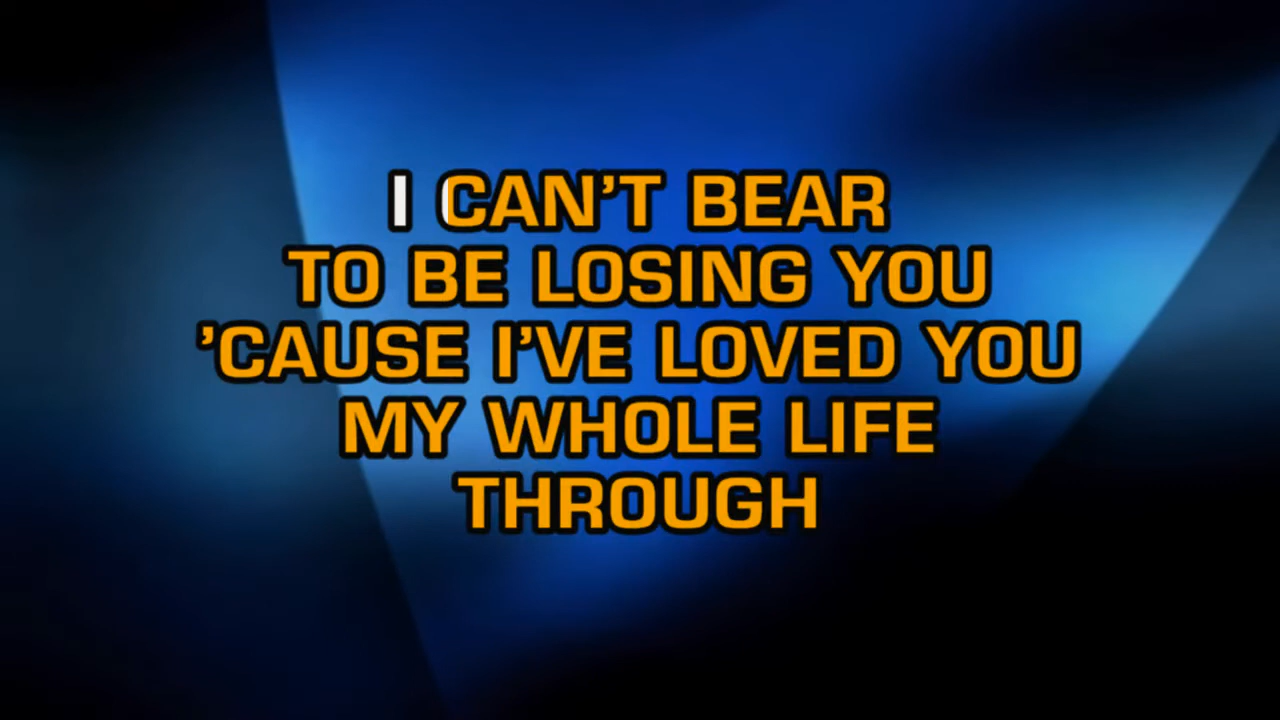 I CAN'T BEAR
TO BE LOSING YOU
'CAUSE I'VE LOVED YOU
MY WHOLE LIFE
THROUGH